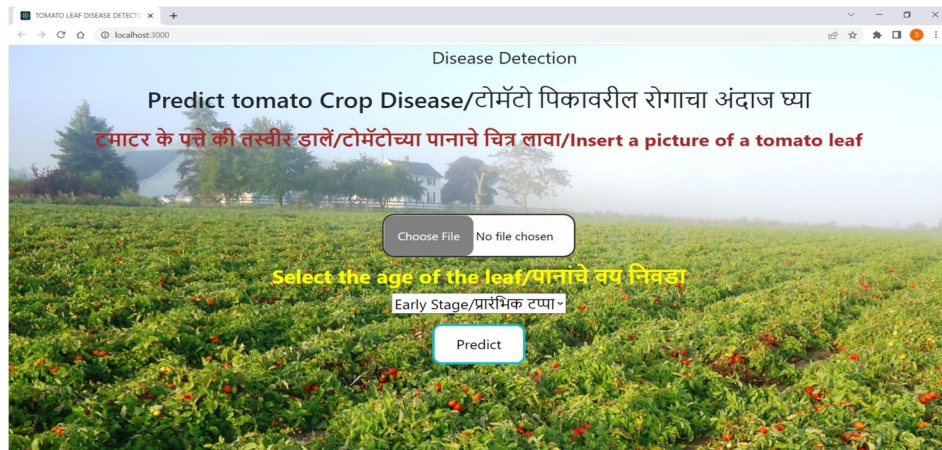 TOMATO LEAF DISEASE DETECTO
localhost:3000
S
Disease Detection
Predict tomato Crop Disease/टोमॅटो पिकावरील रोगाचा अंदाज घ्या
टमाटर के पत्ते की तस्वीर डालें/टोमॅटोच्या पानाचे चित्र लावा/Insert a picture of a tomato leaf
Choose File No file chosen
Select the age of the leaf/पानांचे वय निवडा
Early Stage/प्रारंभिक टप्पा
Predict